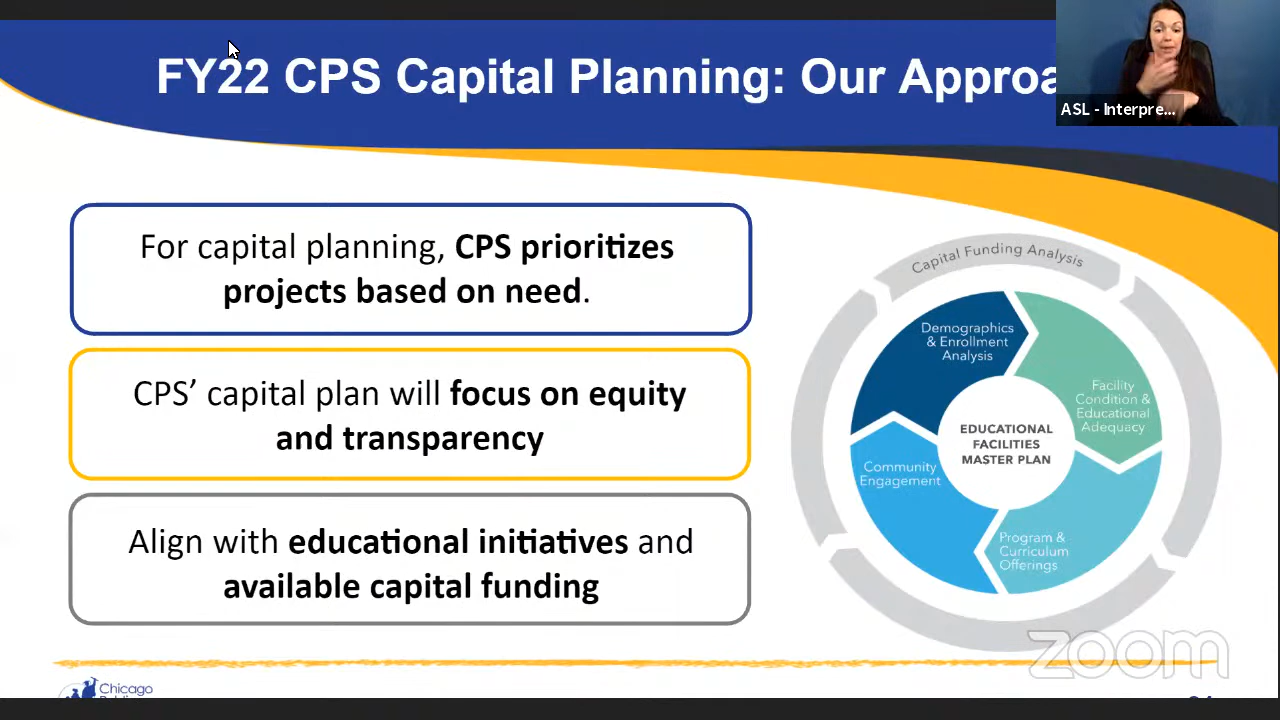 FY22 CPS Capital Planning: Our Approa
ASL - Interpre...
For capital planning, CPS prioritizes
projects based on need.
CPS’ capital plan will focus on equity
and transparency
Align with educational initiatives and
available capital funding
Capital Funding Analysis
Demographics
& Enrollment
Analysis
Facility
Condition &
Educational
Adequacy
EDUCATIONAL
FACILITIES
MASTER PLAN
Community
Engagement
Program &
Curriculum
Offerings
zoom
Chicago